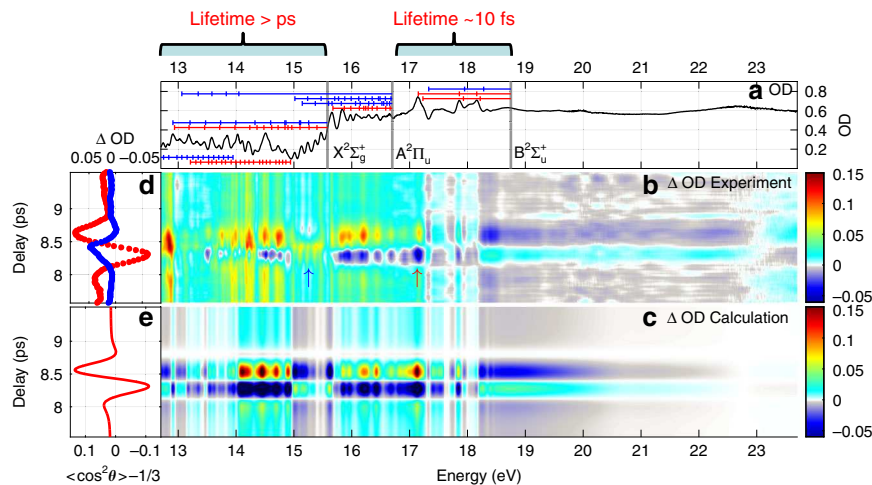 Lifetime > ps
Lifetime ~10 fs
13 14 15 16 17 18 19 20 21 22 23
a OD
0.8
0.6
0.4
0.2
OD
X²Σg⁺
A²Πu
B²Σu⁺
Δ OD
0.05 0 −0.05
d
b
Δ OD Experiment
Delay (ps)
9
8.5
8
0.15
0.10
0.05
0
−0.05
e
c
Δ OD Calculation
Delay (ps)
9
8.5
8
0.15
0.10
0.05
0
−0.05
0.1 0 −0.1
13 14 15 16 17 18 19 20 21 22 23
<cos²θ>−1/3
Energy (eV)